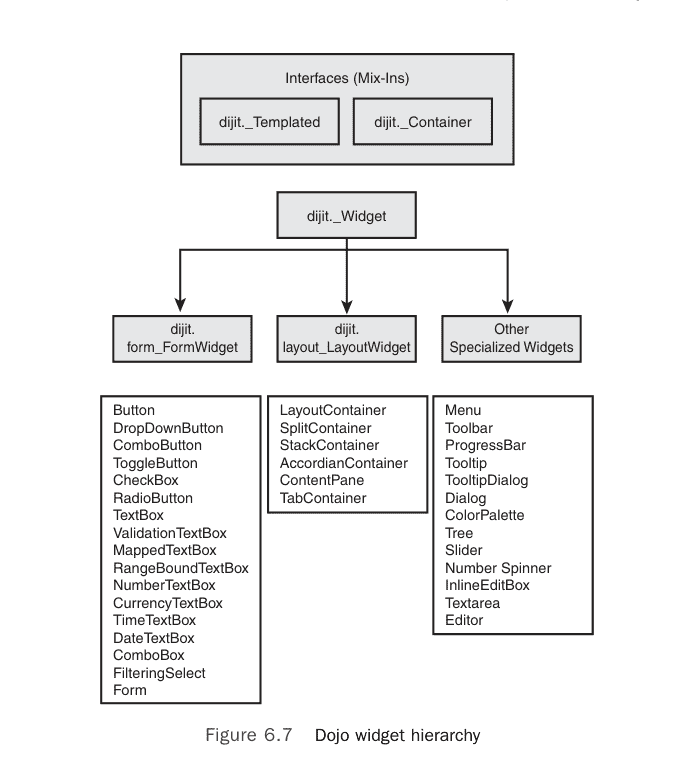 Interfaces (Mix-Ins)
dijit._Templated
dijit._Container
dijit._Widget
dijit.
form_FormWidget
dijit.
layout_LayoutWidget
Other
Specialized Widgets
Button
DropDownButton
ComboButton
ToggleButton
CheckBox
RadioButton
TextBox
ValidationTextBox
MappedTextBox
RangeBoundTextBox
NumberTextBox
CurrencyTextBox
TimeTextBox
DateTextBox
ComboBox
FilteringSelect
Form
LayoutContainer
SplitContainer
StackContainer
AccordianContainer
ContentPane
TabContainer
Menu
Toolbar
ProgressBar
Tooltip
TooltipDialog
Dialog
ColorPalette
Tree
Slider
Number Spinner
InlineEditBox
Textarea
Editor
Figure 6.7 Dojo widget hierarchy